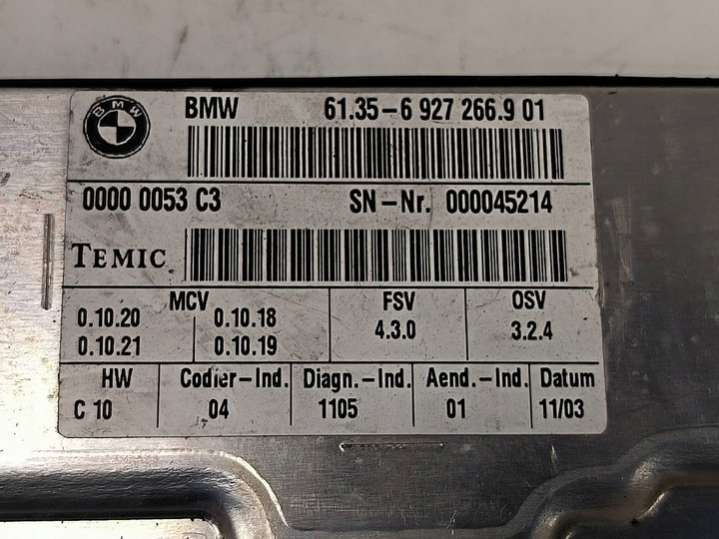 BMW
BMW 61.35-6 927 266.9 01
0000 0053 C3 SN-Nr. 000045214
TEMIC
MCV FSV OSV
0.10.20 0.10.18 4.3.0 3.2.4
0.10.21 0.10.19
HW Codier-Ind. Diagn.-Ind. Aend.-Ind. Datum
C 10 04 1105 01 11/03